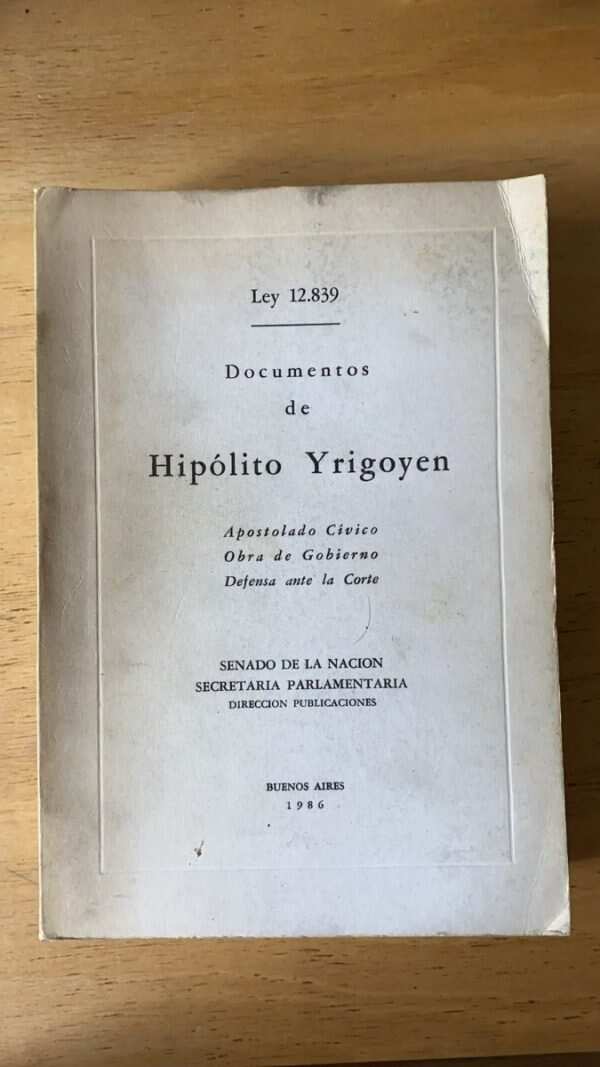 Ley 12.839
Documentos
de
Hipólito Yrigoyen
Apostolado Cívico
Obra de Gobierno
Defensa ante la Corte
SENADO DE LA NACION
SECRETARIA PARLAMENTARIA
DIRECCION PUBLICACIONES
BUENOS AIRES
1986